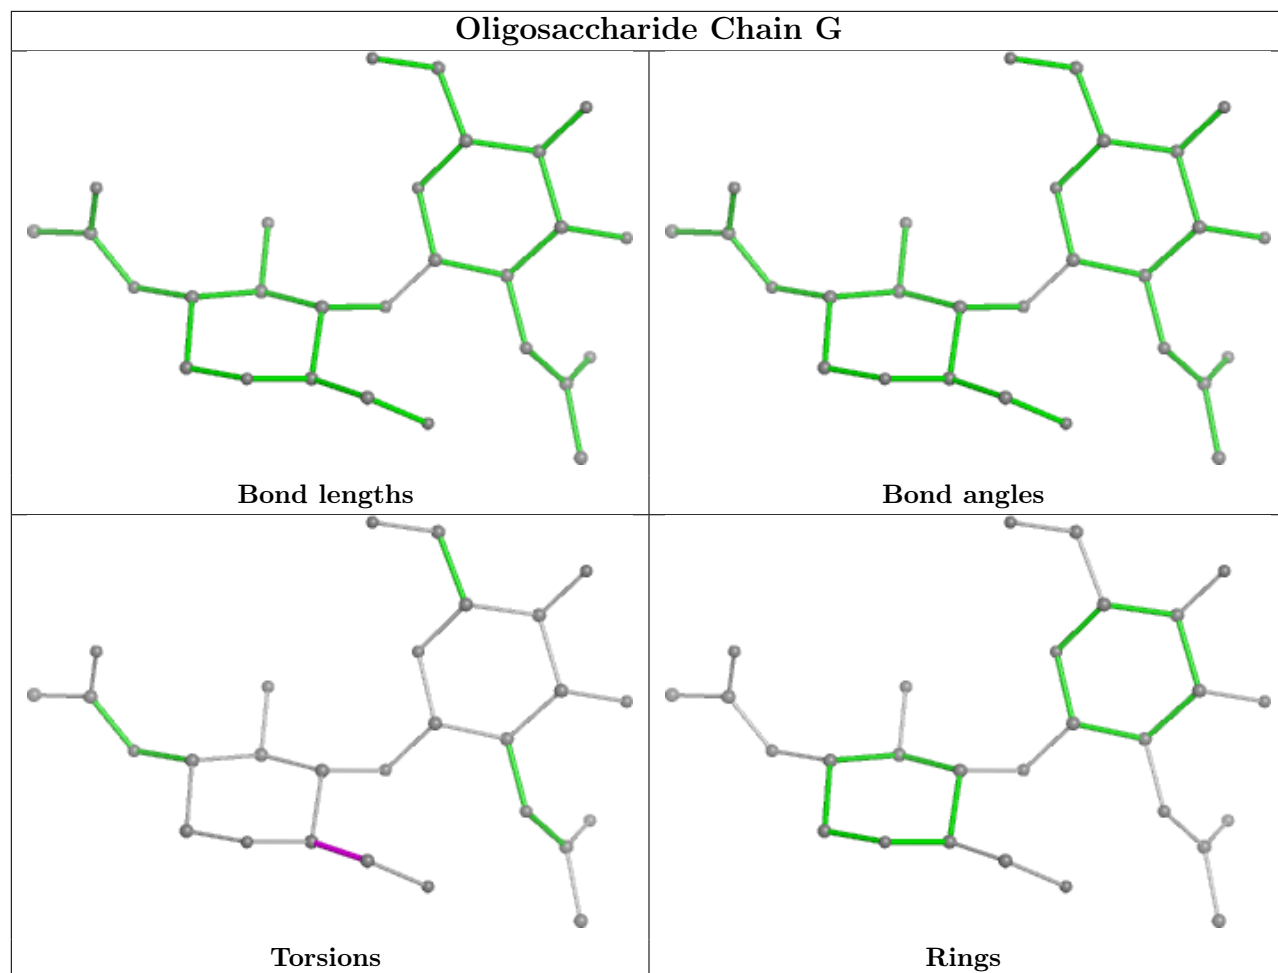 Oligosaccharide Chain G
Bond lengths
Bond angles
Torsions
Rings